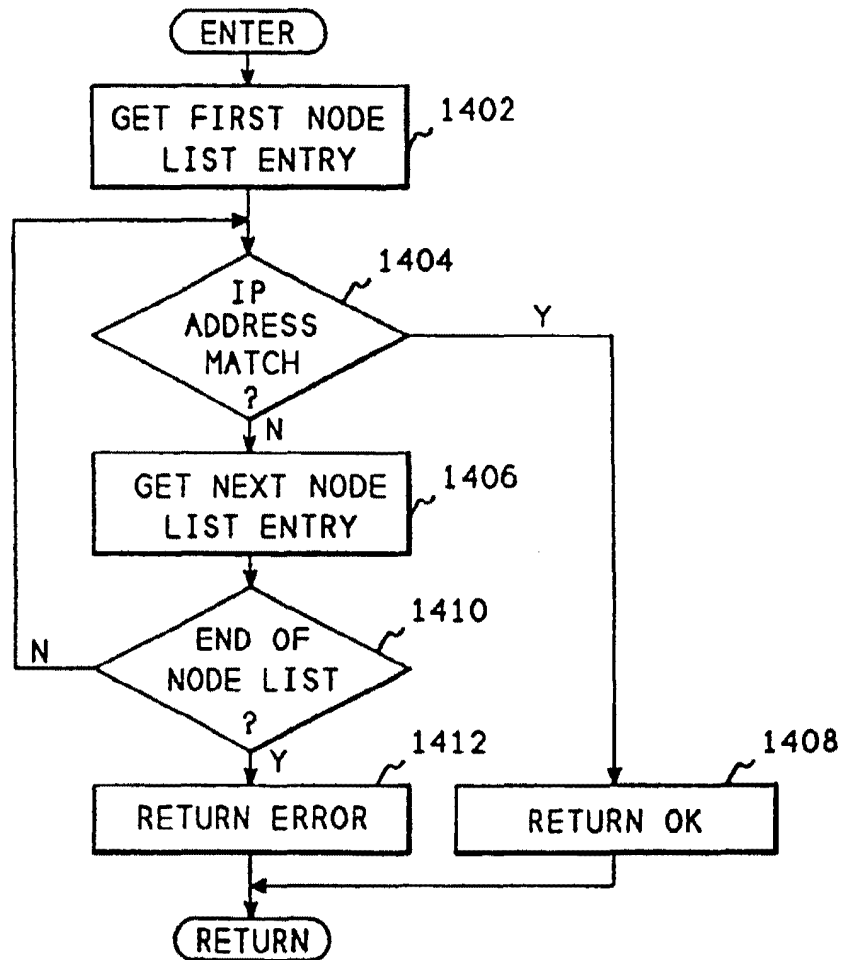 ENTER
GET FIRST NODE
LIST ENTRY
1402
IP
ADDRESS
MATCH
?
1404
Y
N
GET NEXT NODE
LIST ENTRY
1406
END OF
NODE LIST
?
1410
N
Y
RETURN ERROR
1412
RETURN OK
1408
RETURN